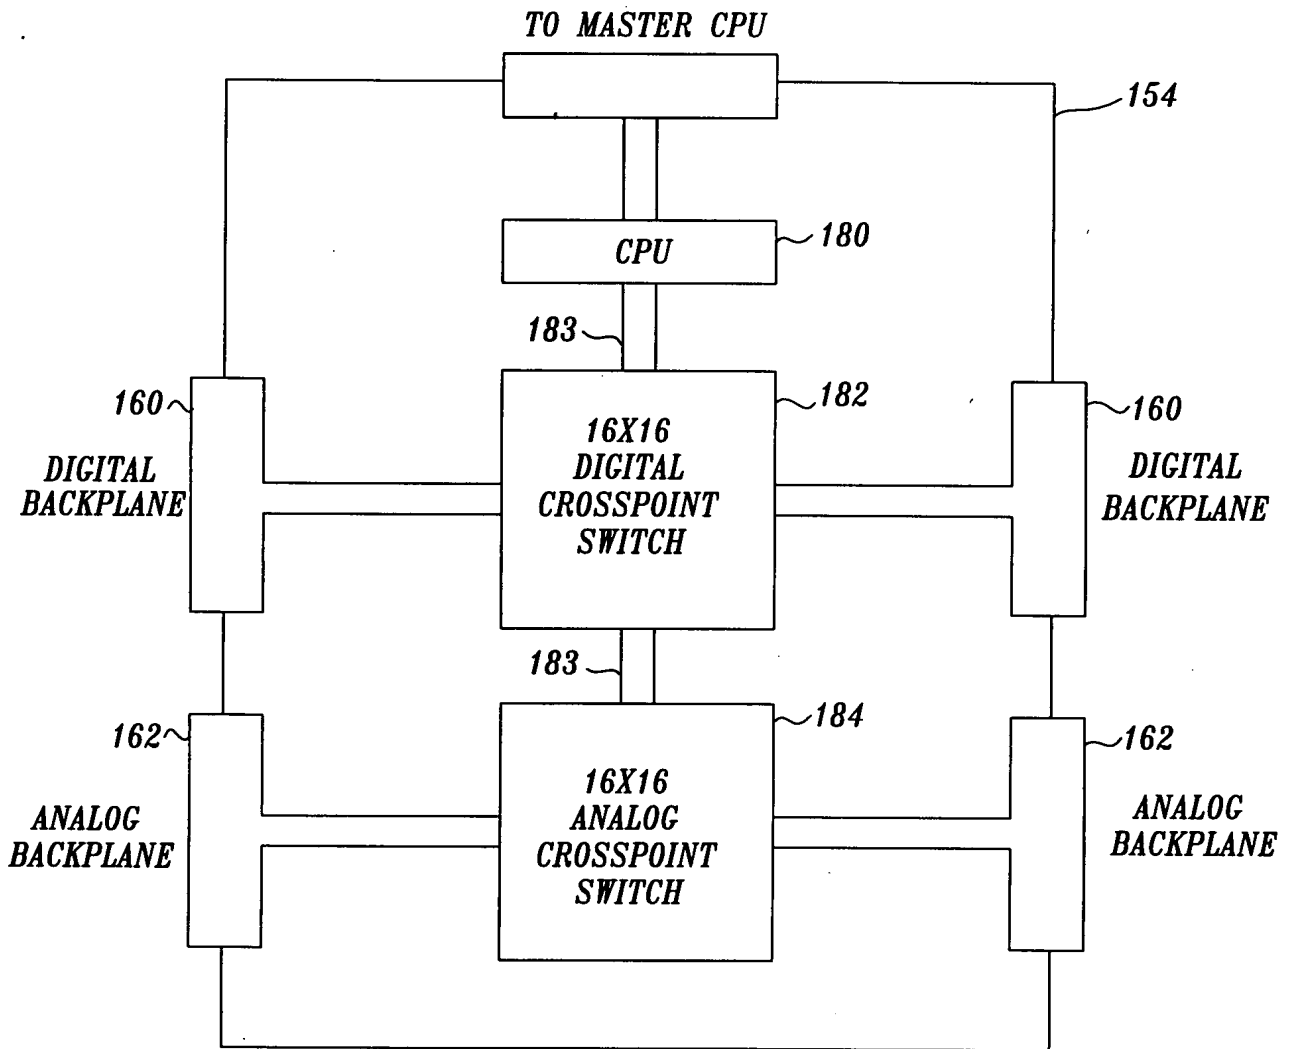 TO MASTER CPU
154
CPU
180
183
160
182
160
16X16
DIGITAL
CROSSPOINT
SWITCH
DIGITAL
BACKPLANE
DIGITAL
BACKPLANE
183
162
184
162
16X16
ANALOG
CROSSPOINT
SWITCH
ANALOG
BACKPLANE
ANALOG
BACKPLANE